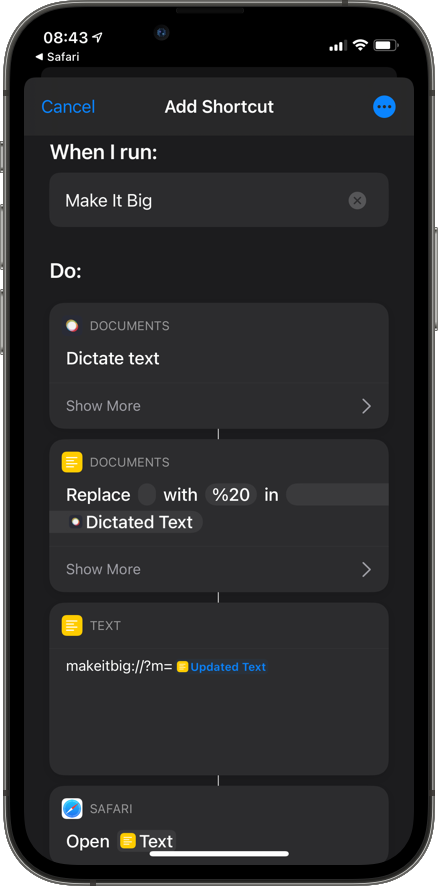 08:43
Safari
Cancel
Add Shortcut
When I run:
Make It Big
Do:
DOCUMENTS
Dictate text
Show More
DOCUMENTS
Replace with %20 in
Dictated Text
Show More
TEXT
makeitbig://?m= Updated Text
SAFARI
Open Text